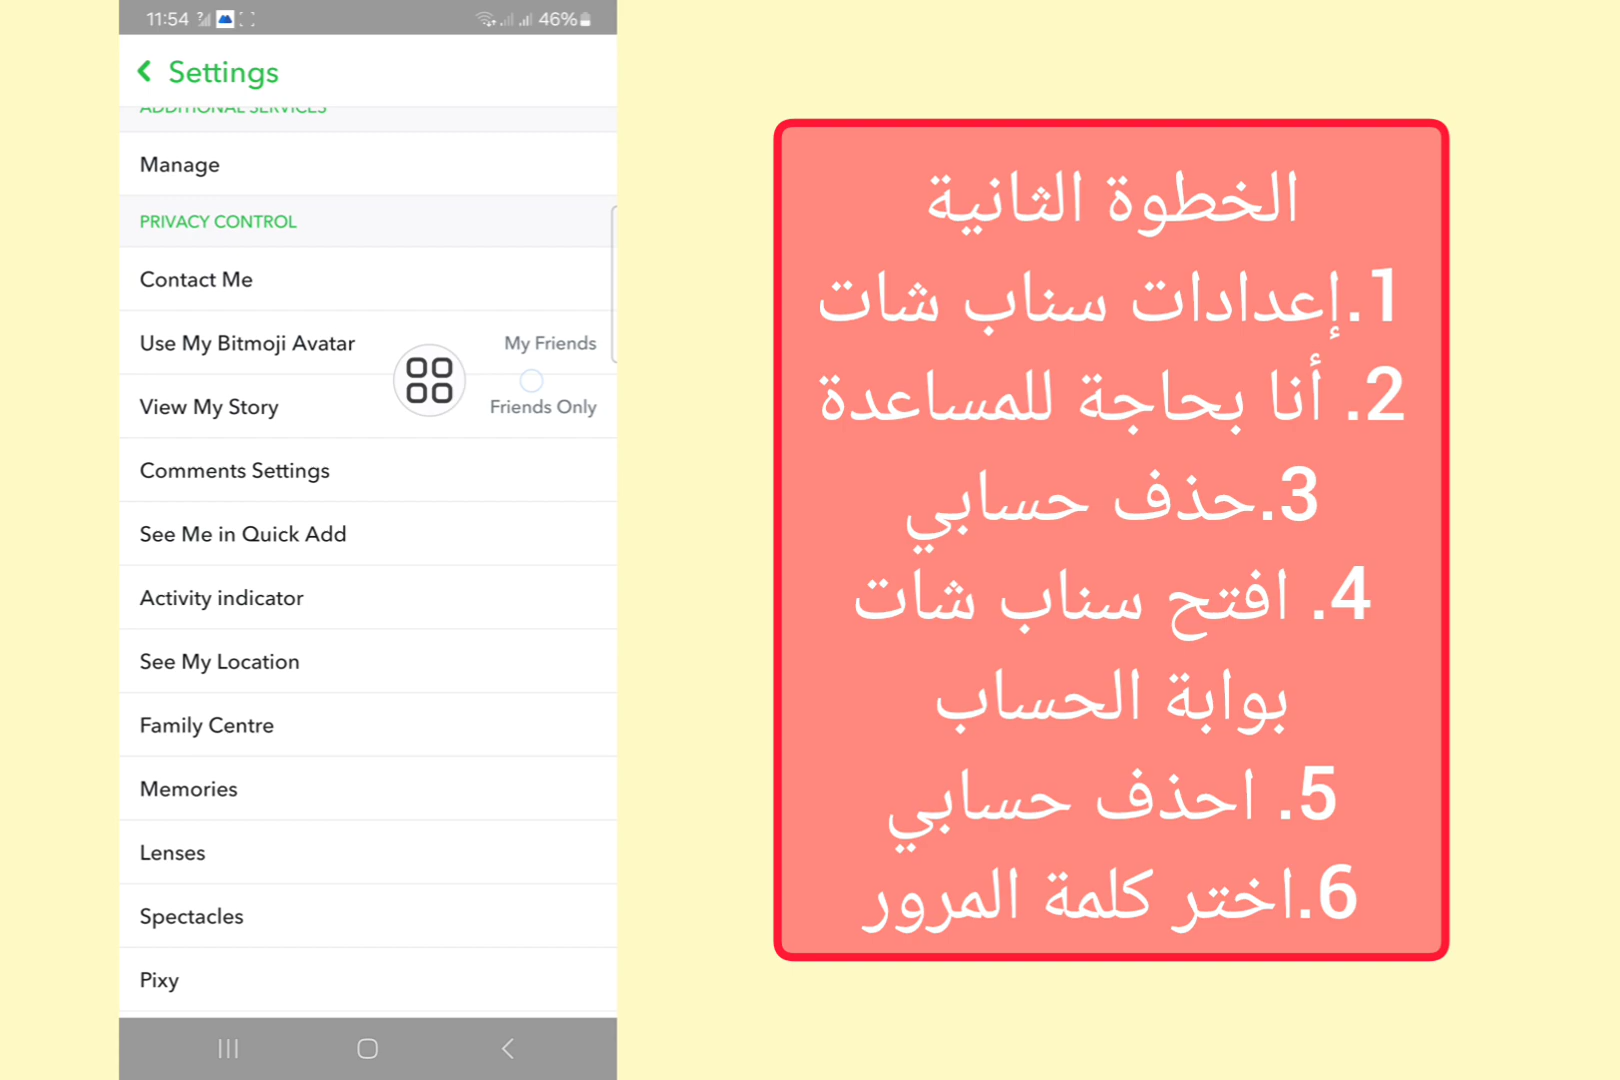 11:54
46%
Settings
ADDITIONAL SERVICES
Manage
PRIVACY CONTROL
Contact Me
Use My Bitmoji Avatar
My Friends
View My Story
Friends Only
Comments Settings
See Me in Quick Add
Activity indicator
See My Location
Family Centre
Memories
Lenses
Spectacles
Pixy
الخطوة الثانية
1.إعدادات سناب شات
2. أنا بحاجة للمساعدة
3.حذف حسابي
4. افتح سناب شات
بوابة الحساب
5. احذف حسابي
6.اختر كلمة المرور